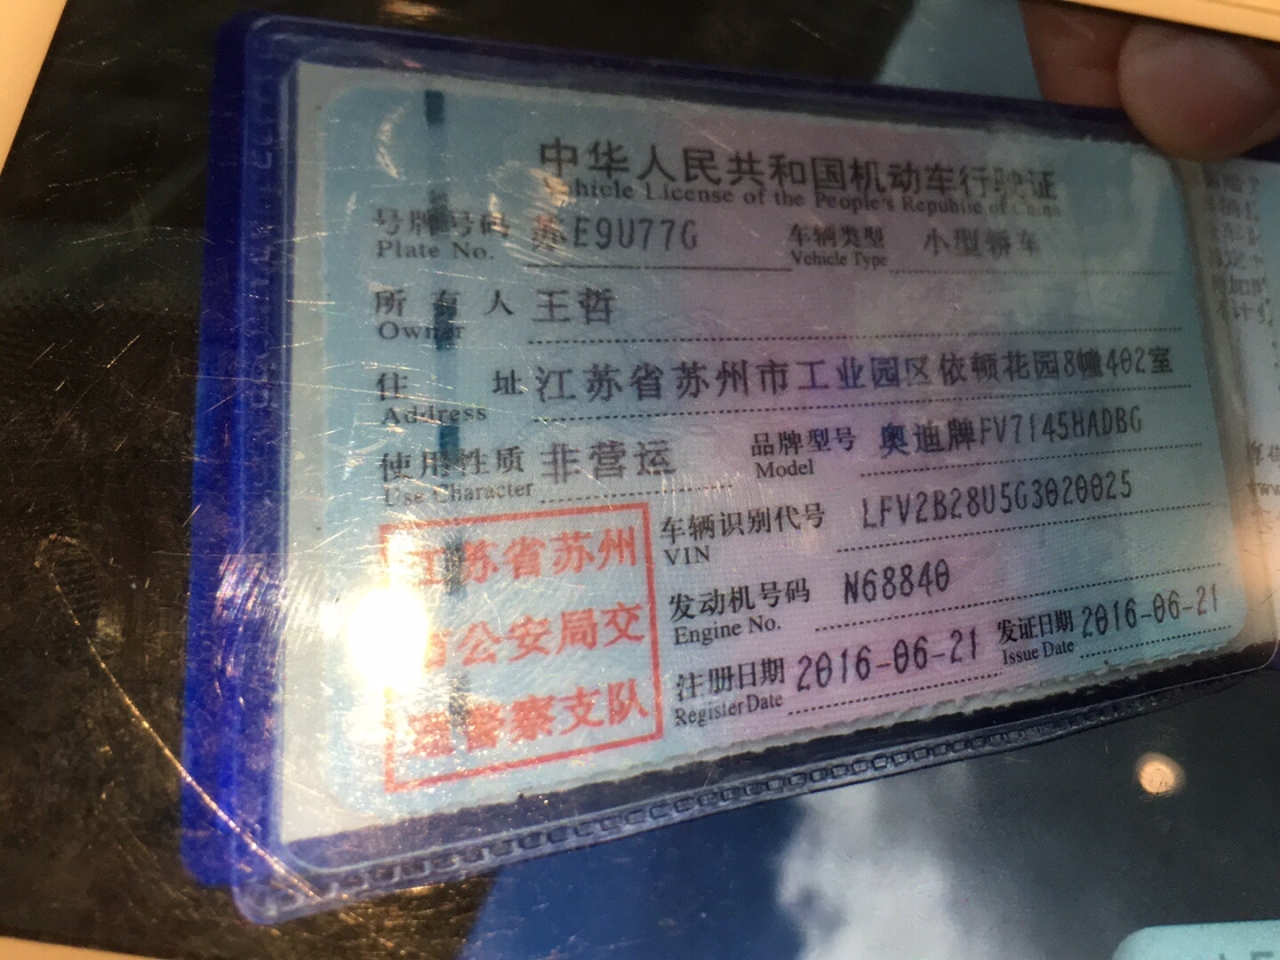 中华人民共和国机动车行驶证
Vehicle License of the People's Republic of China
号牌号码 苏E9U77G 车辆类型 小型轿车
Plate No. Vehicle Type
所有人 王哲
Owner
住址 江苏省苏州市工业园区依顿花园8幢402室
Address
使用性质 非营运 品牌型号 奥迪牌FV7145HADBG
Use Character Model
江苏省苏州
市公安局交
通警察支队
车辆识别代号 LFV2B28U5G3020025
VIN
发动机号码 N68840
Engine No.
注册日期 2016-06-21 发证日期 2016-06-21
Register Date Issue Date